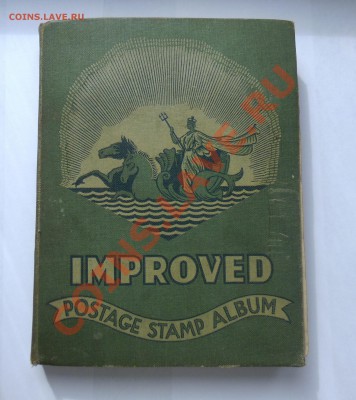 COINS.LAVE.RU
COINS.LAVE.RU
IMPROVED
POSTAGE STAMP ALBUM